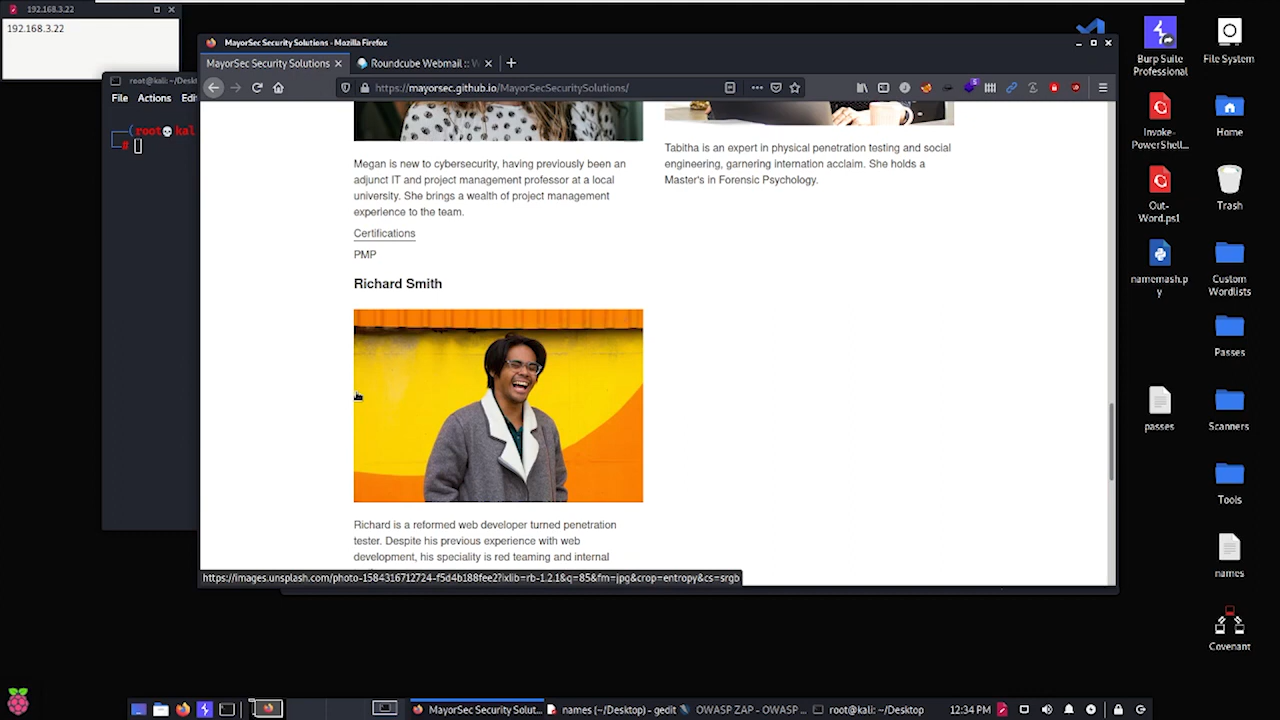 192.168.3.22
192.168.3.22
root@kali: ~/Deskt
File Actions Edi
root kal
MayorSec Security Solutions - Mozilla Firefox
MayorSec Security Solutions
Roundcube Webmail :: W
https://mayorsec.github.io/MayorSecSecuritySolutions/
Megan is new to cybersecurity, having previously been an
adjunct IT and project management professor at a local
university. She brings a wealth of project management
experience to the team.
Certifications
PMP
Tabitha is an expert in physical penetration testing and social
engineering, garnering internation acclaim. She holds a
Master's in Forensic Psychology.
Richard Smith
Richard is a reformed web developer turned penetration
tester. Despite his previous experience with web
development, his speciality is red teaming and internal
https://images.unsplash.com/photo-1584316712724-f5d4b188fee2?ixlib=rb-1.2.1&q=85&fm=jpg&crop=entropy&cs=srgb
Burp Suite
Professional
File System
Invoke-
PowerShell...
Home
Out-
Word.ps1
Trash
namemash.p
y
Custom
Wordlists
Passes
passes
Scanners
Tools
names
Covenant
MayorSec Security Solut...
names (~/Desktop) - gedit
OWASP ZAP - OWASP ...
root@kali: ~/Desktop
12:34 PM